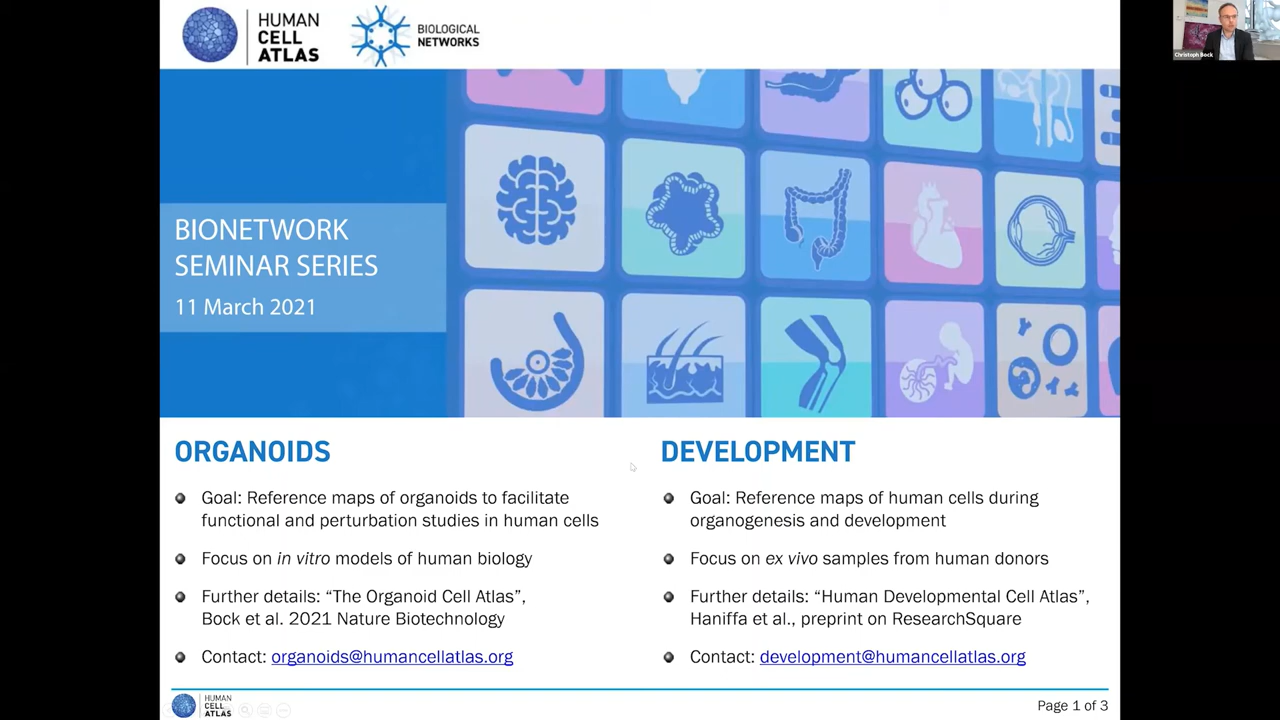 HUMAN
CELL
ATLAS
BIOLOGICAL
NETWORKS
Christoph Bock
BIONETWORK
SEMINAR SERIES
11 March 2021
ORGANOIDS
Goal: Reference maps of organoids to facilitate
functional and perturbation studies in human cells
Focus on in vitro models of human biology
Further details: “The Organoid Cell Atlas”,
Bock et al. 2021 Nature Biotechnology
Contact: organoids@humancellatlas.org
DEVELOPMENT
Goal: Reference maps of human cells during
organogenesis and development
Focus on ex vivo samples from human donors
Further details: “Human Developmental Cell Atlas”,
Haniffa et al., preprint on ResearchSquare
Contact: development@humancellatlas.org
HUMAN
CELL
ATLAS
Page 1 of 3